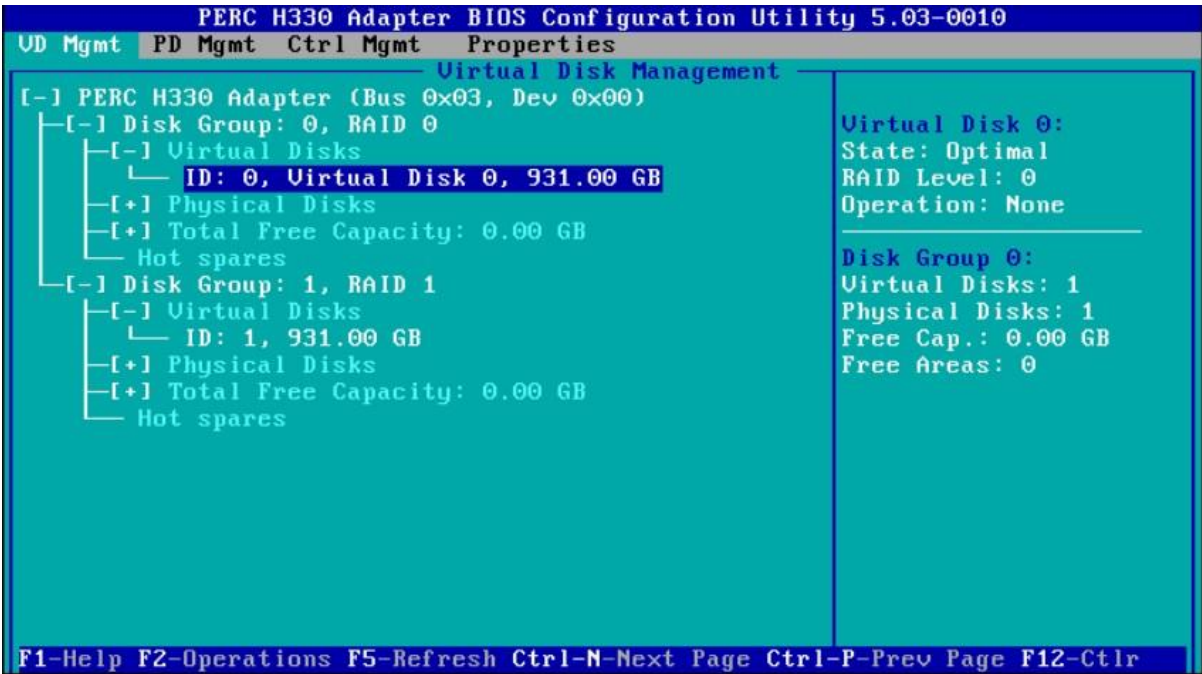 PERC H330 Adapter BIOS Configuration Utility 5.03-0010
VD Mgmt PD Mgmt Ctrl Mgmt Properties
Virtual Disk Management
[-] PERC H330 Adapter (Bus 0x03, Dev 0x00)
[-] Disk Group: 0, RAID 0
[-] Virtual Disks
ID: 0, Virtual Disk 0, 931.00 GB
[+] Physical Disks
[+] Total Free Capacity: 0.00 GB
Hot spares
[-] Disk Group: 1, RAID 1
[-] Virtual Disks
ID: 1, 931.00 GB
[+] Physical Disks
[+] Total Free Capacity: 0.00 GB
Hot spares
Virtual Disk 0:
State: Optimal
RAID Level: 0
Operation: None
Disk Group 0:
Virtual Disks: 1
Physical Disks: 1
Free Cap.: 0.00 GB
Free Areas: 0
F1-Help F2-Operations F5-Refresh Ctrl-N-Next Page Ctrl-P-Prev Page F12-Ctlr